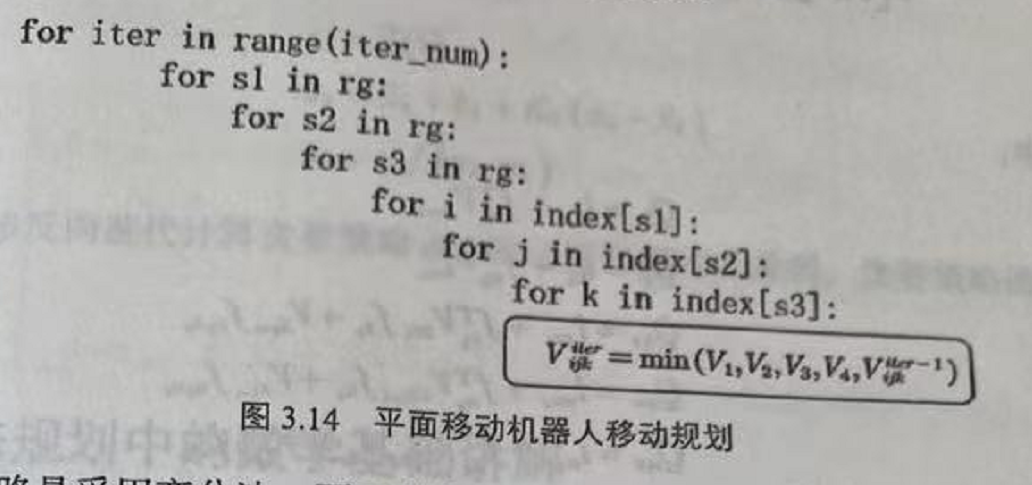 for iter in range(iter_num):
for s1 in rg:
for s2 in rg:
for s3 in rg:
for i in index[s1]:
for j in index[s2]:
for k in index[s3]:
V_{ijk}^{iter}=min(V_1,V_2,V_3,V_4,V_{ijk}^{iter-1})
图 3.14 平面移动机器人移动规划